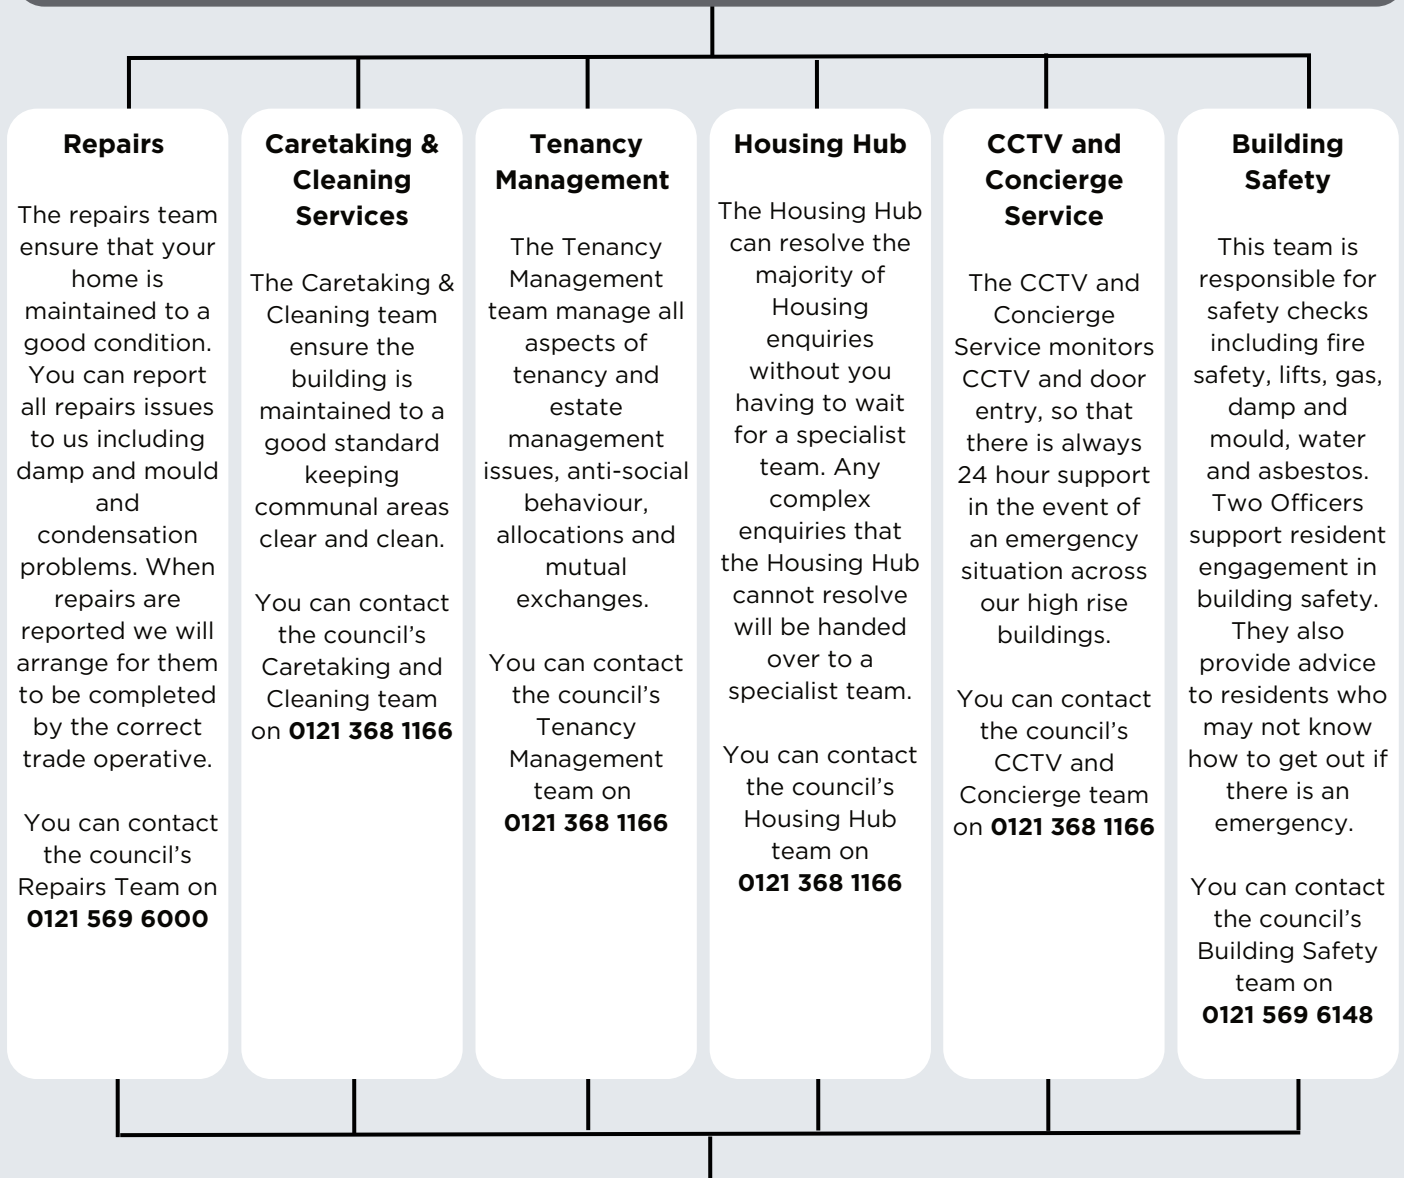 Repairs
The repairs team
ensure that your
home is
maintained to a
good condition.
You can report
all repairs issues
to us including
damp and mould
and
condensation
problems. When
repairs are
reported we will
arrange for them
to be completed
by the correct
trade operative.
You can contact
the council’s
Repairs Team on
0121 569 6000
Caretaking &
Cleaning
Services
The Caretaking &
Cleaning team
ensure the
building is
maintained to a
good standard
keeping
communal areas
clear and clean.
You can contact
the council’s
Caretaking and
Cleaning team
on 0121 368 1166
Tenancy
Management
The Tenancy
Management
team manage all
aspects of
tenancy and
estate
management
issues, anti-social
behaviour,
allocations and
mutual
exchanges.
You can contact
the council’s
Tenancy
Management
team on
0121 368 1166
Housing Hub
The Housing Hub
can resolve the
majority of
Housing
enquiries
without you
having to wait
for a specialist
team. Any
complex
enquiries that
the Housing Hub
cannot resolve
will be handed
over to a
specialist team.
You can contact
the council’s
Housing Hub
team on
0121 368 1166
CCTV and
Concierge
Service
The CCTV and
Concierge
Service monitors
CCTV and door
entry, so that
there is always
24 hour support
in the event of
an emergency
situation across
our high rise
buildings.
You can contact
the council’s
CCTV and
Concierge team
on 0121 368 1166
Building
Safety
This team is
responsible for
safety checks
including fire
safety, lifts, gas,
damp and
mould, water
and asbestos.
Two Officers
support resident
engagement in
building safety.
They also
provide advice
to residents who
may not know
how to get out if
there is an
emergency.
You can contact
the council’s
Building Safety
team on
0121 569 6148